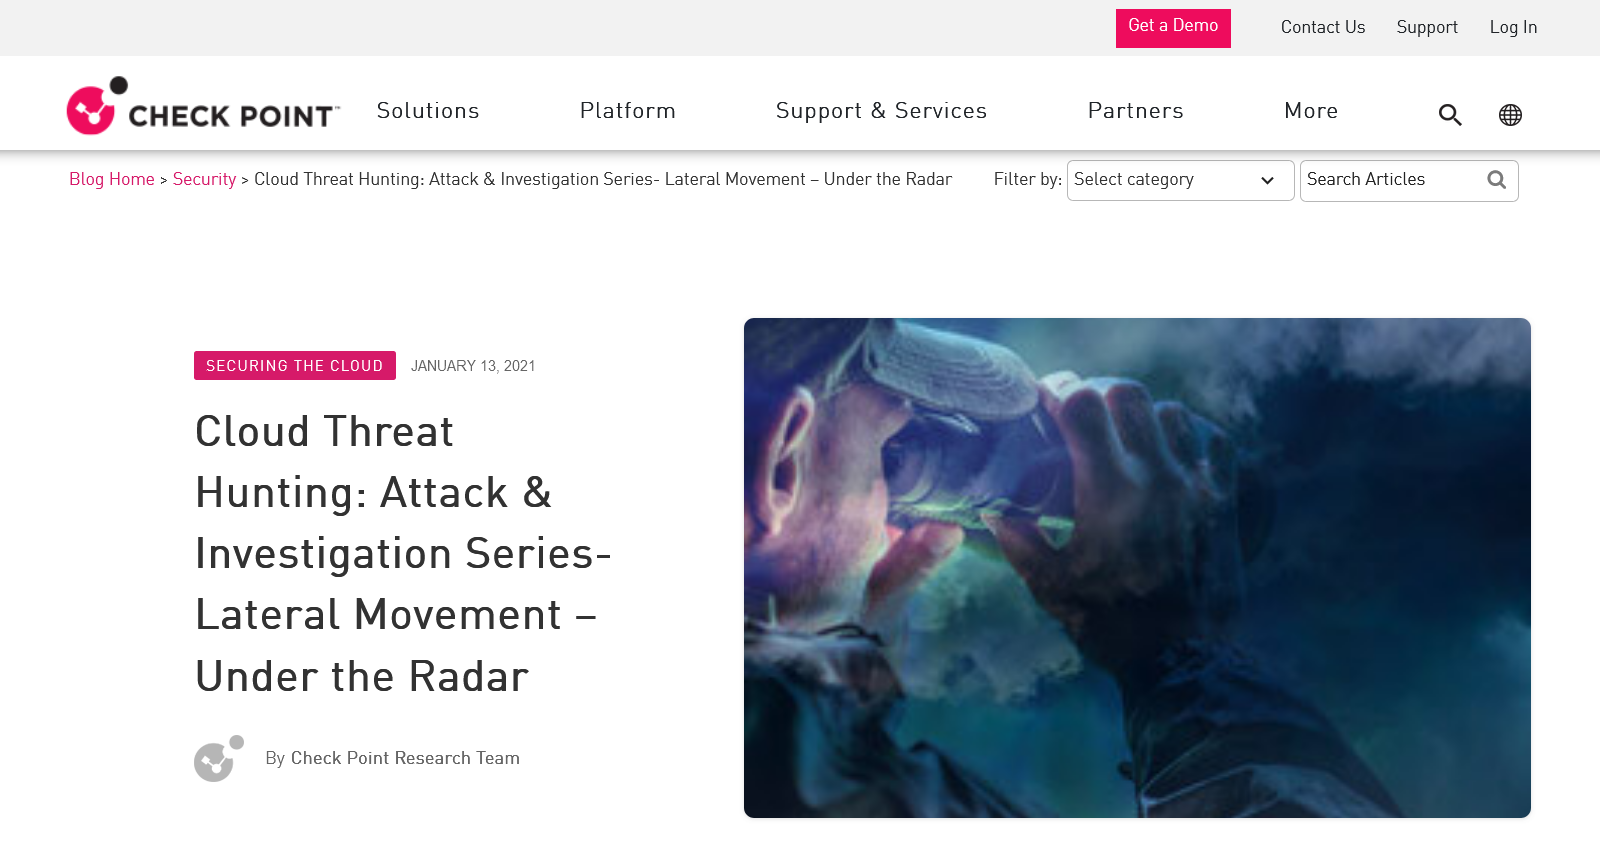 Get a Demo Contact Us Support Log In
CHECK POINT™ Solutions Platform Support & Services Partners More
Blog Home > Security > Cloud Threat Hunting: Attack & Investigation Series- Lateral Movement – Under the Radar Filter by: Select category Search Articles
SECURING THE CLOUD JANUARY 13, 2021
Cloud Threat
Hunting: Attack &
Investigation Series-
Lateral Movement –
Under the Radar
By Check Point Research Team